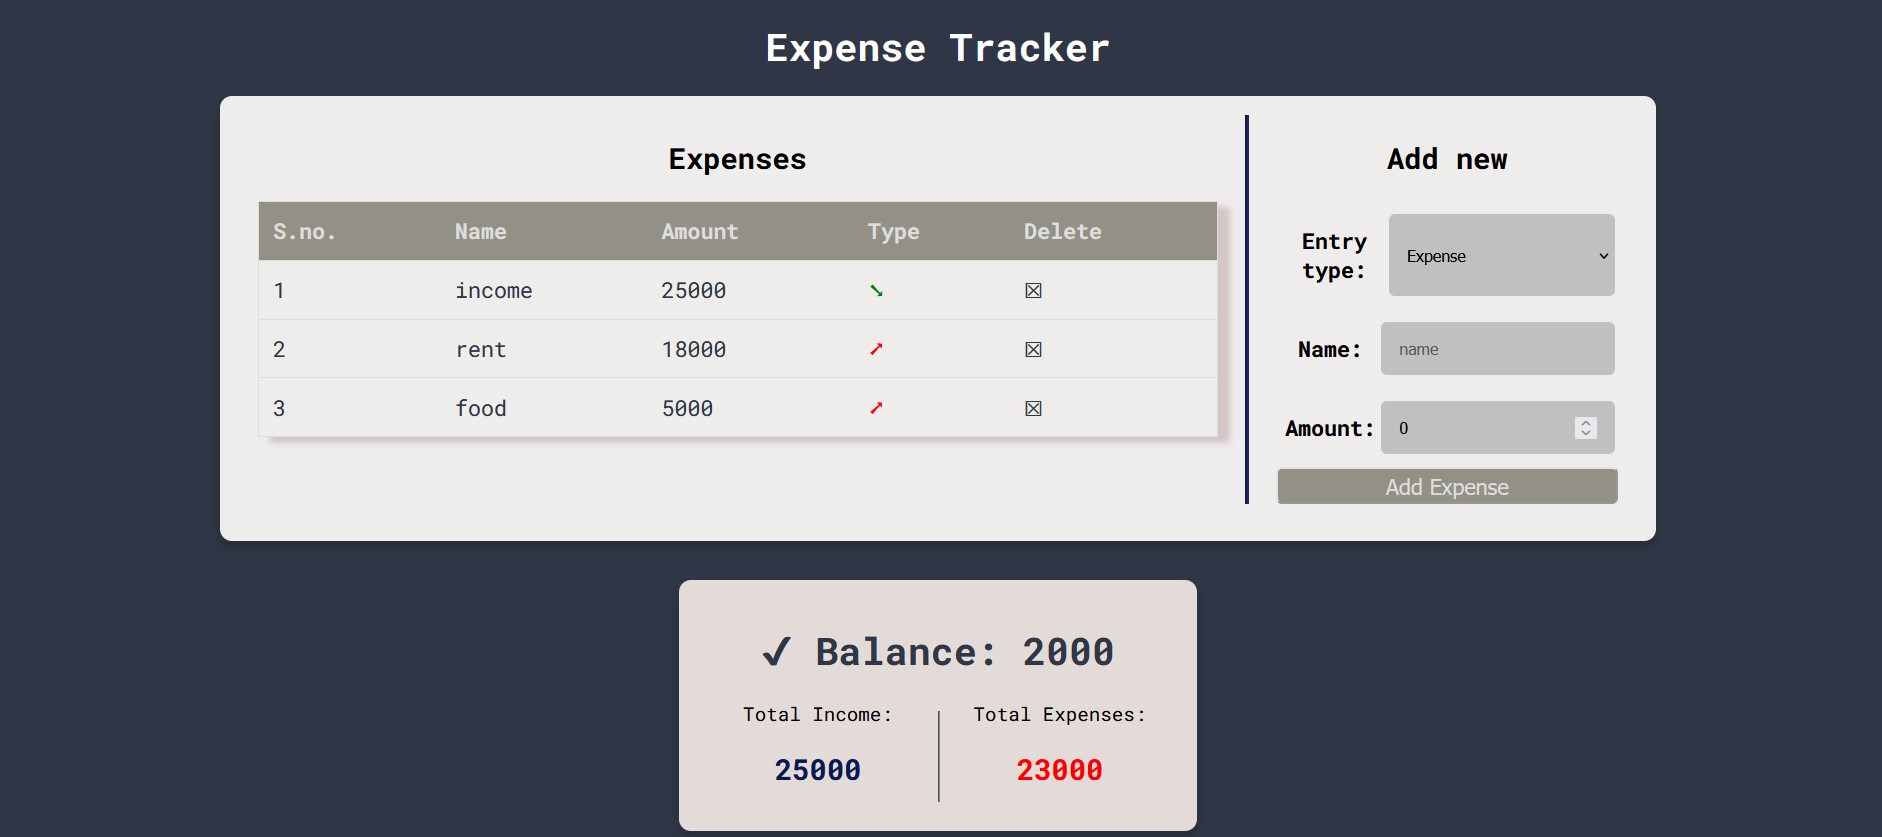 Expense Tracker
Expenses
S.no. Name Amount Type Delete
1 income 25000 ➘ ☒
2 rent 18000 ➚ ☒
3 food 5000 ➚ ☒
Add new
Entry
type: Expense
Name: name
Amount: 0
Add Expense
✔ Balance: 2000
Total Income: Total Expenses:
25000 23000